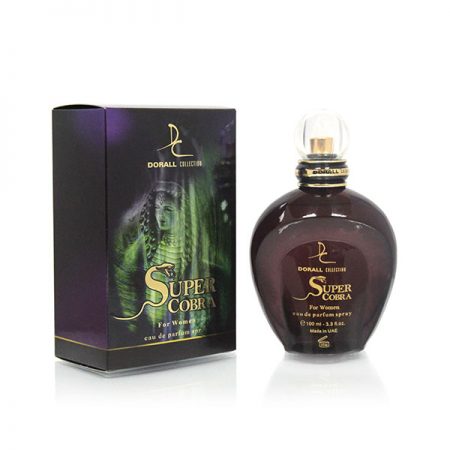 DC
DORALL COLLECTION
SUPER
COBRA
For Women
eau de parfum spr
DORALL
DC
DORALL COLLECTION
SUPER
COBRA
For Women
eau de parfum spray
℮ 100 ml - 3.3 fl.oz.
Made in UAE